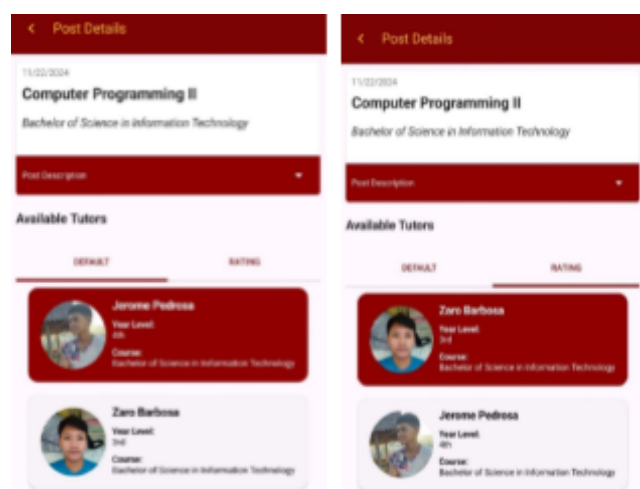 Post Details
11/22/2024
Computer Programming II
Bachelor of Science in Information Technology
Post Description
Available Tutors
DEFAULT RATING
Jerome Pedrosa
Year Level:
4th
Course:
Bachelor of Science in Information Technology
Zaro Barbosa
Year Level:
3rd
Course:
Bachelor of Science in Information Technology
Post Details
11/22/2024
Computer Programming II
Bachelor of Science in Information Technology
Post Description
Available Tutors
DEFAULT RATING
Zaro Barbosa
Year Level:
3rd
Course:
Bachelor of Science in Information Technology
Jerome Pedrosa
Year Level:
4th
Course:
Bachelor of Science in Information Technology